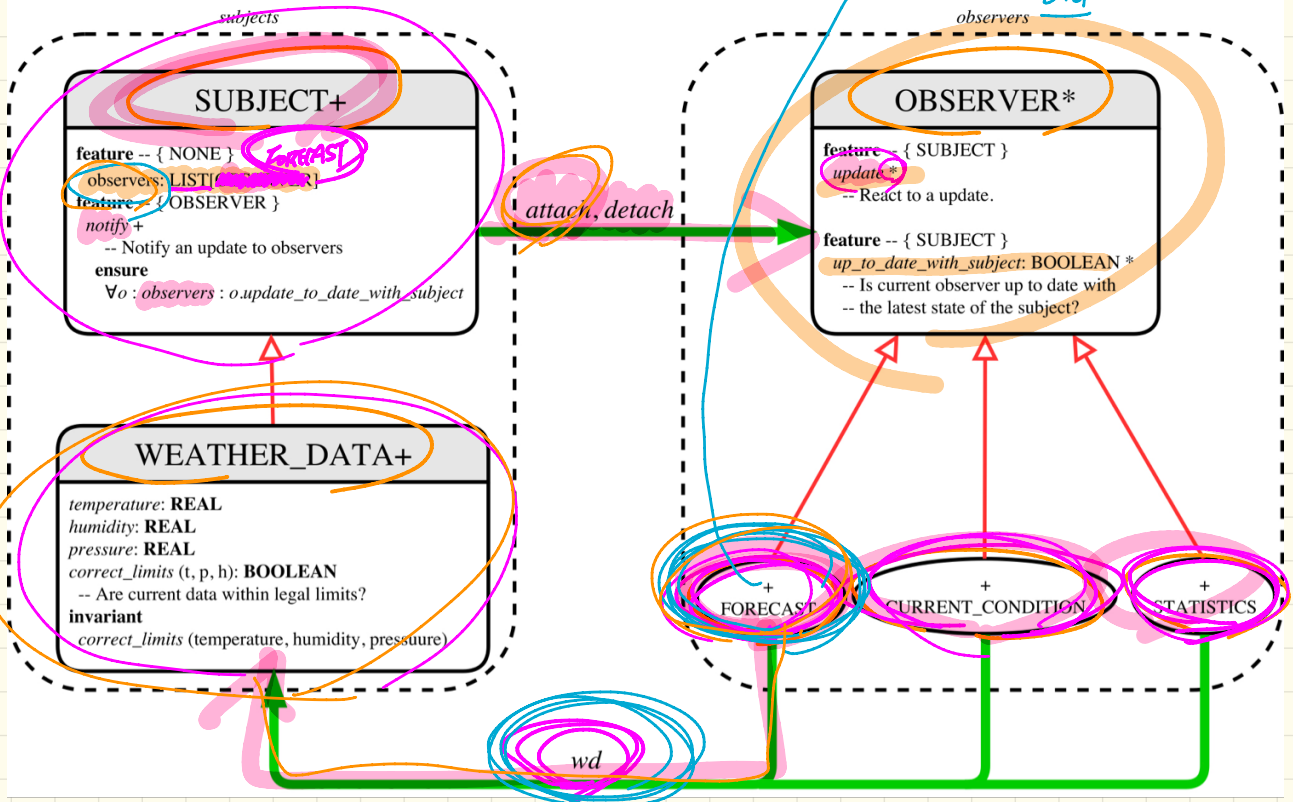 subjects
observers
SUBJECT+
feature -- { NONE }
FORECAST
observers: LIST[
feature -- { OBSERVER }
notify +
-- Notify an update to observers
ensure
∀o : observers : o.update_to_date_with_subject
attach, detach
OBSERVER*
feature -- { SUBJECT }
update *
-- React to a update.
feature -- { SUBJECT }
up_to_date_with_subject: BOOLEAN *
-- Is current observer up to date with
-- the latest state of the subject?
WEATHER_DATA+
temperature: REAL
humidity: REAL
pressure: REAL
correct_limits (t, p, h): BOOLEAN
-- Are current data within legal limits?
invariant
correct_limits (temperature, humidity, pressure)
+
FORECAST
+
CURRENT_CONDITION
+
STATISTICS
wd